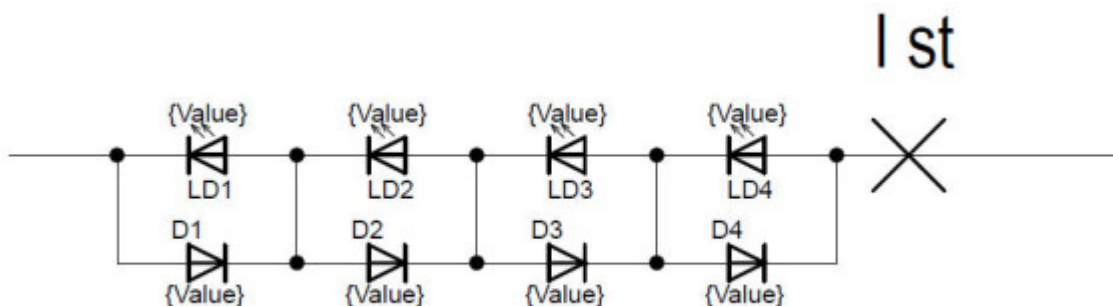 I st
{Value} {Value} {Value} {Value}
LD1 LD2 LD3 LD4
D1 D2 D3 D4
{Value} {Value} {Value} {Value}